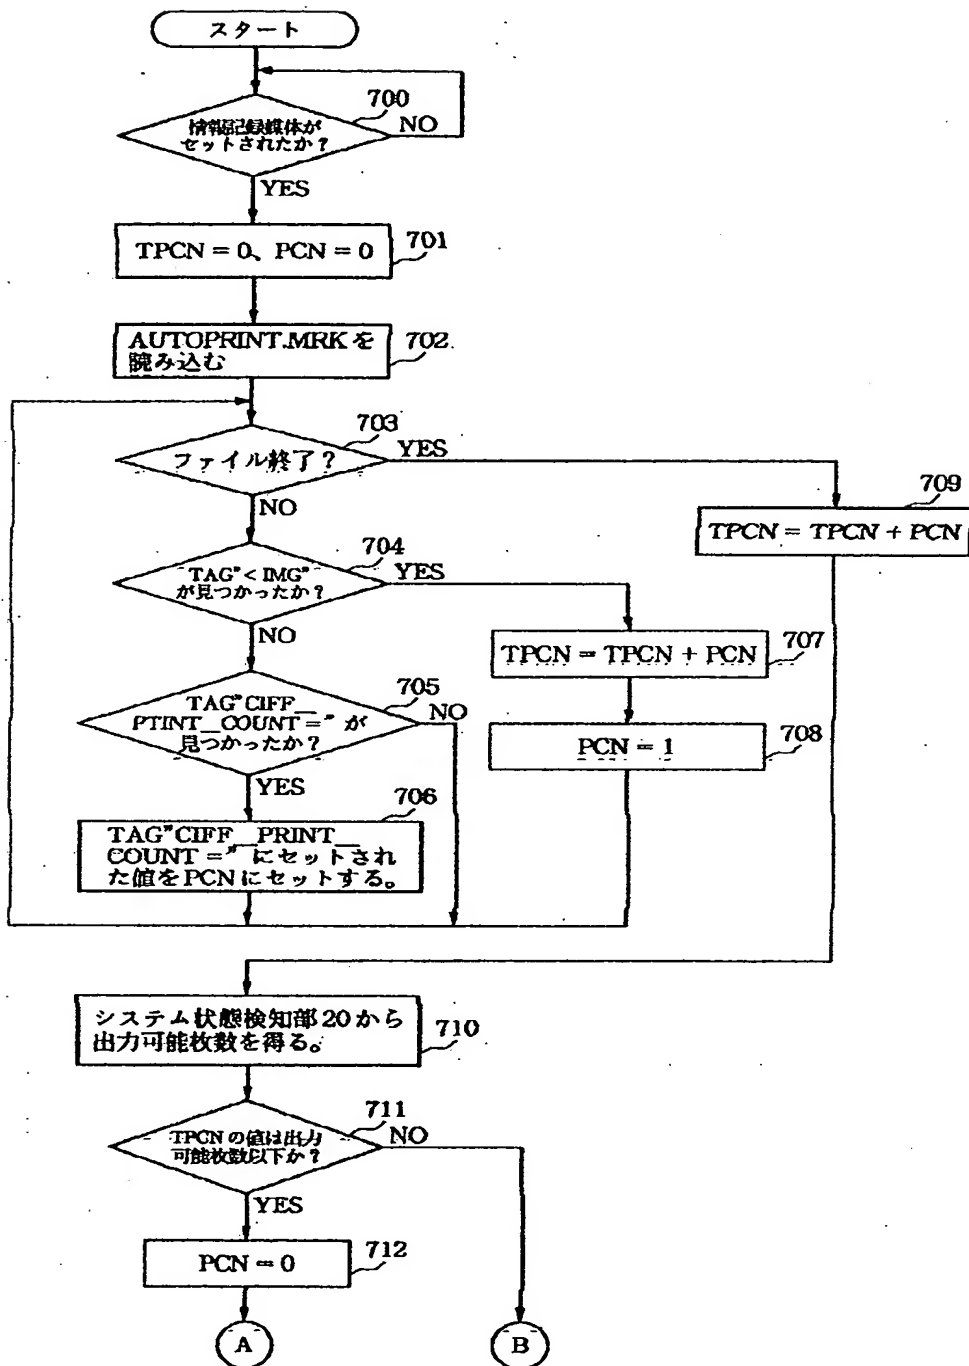 スタート
700
情報記録媒体が
セットされたか？
NO
YES
TPCN = 0、PCN = 0
701
AUTOPRINT.MRKを
読み込む
702
703
ファイル終了？
YES
NO
709
TPCN = TPCN + PCN
704
TAG"<IMG"
が見つかったか？
YES
NO
TPCN = TPCN + PCN
707
705
TAG"CIFF_
PTINT_COUNT=" が
見つかったか？
NO
YES
PCN = 1
708
706
TAG"CIFF_PRINT_
COUNT=" にセットされ
た値をPCNにセットする。
システム状態検知部20から
出力可能枚数を得る。
710
711
TPCNの値は出力
可能枚数以下か？
NO
YES
PCN = 0
712
A
B